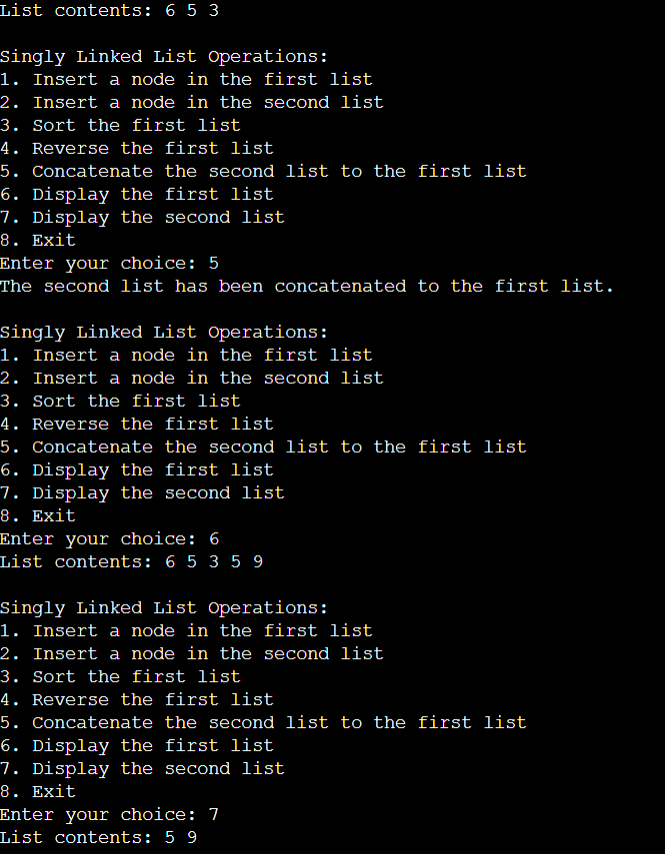 List contents: 6 5 3
Singly Linked List Operations:
1. Insert a node in the first list
2. Insert a node in the second list
3. Sort the first list
4. Reverse the first list
5. Concatenate the second list to the first list
6. Display the first list
7. Display the second list
8. Exit
Enter your choice: 5
The second list has been concatenated to the first list.
Singly Linked List Operations:
1. Insert a node in the first list
2. Insert a node in the second list
3. Sort the first list
4. Reverse the first list
5. Concatenate the second list to the first list
6. Display the first list
7. Display the second list
8. Exit
Enter your choice: 6
List contents: 6 5 3 5 9
Singly Linked List Operations:
1. Insert a node in the first list
2. Insert a node in the second list
3. Sort the first list
4. Reverse the first list
5. Concatenate the second list to the first list
6. Display the first list
7. Display the second list
8. Exit
Enter your choice: 7
List contents: 5 9